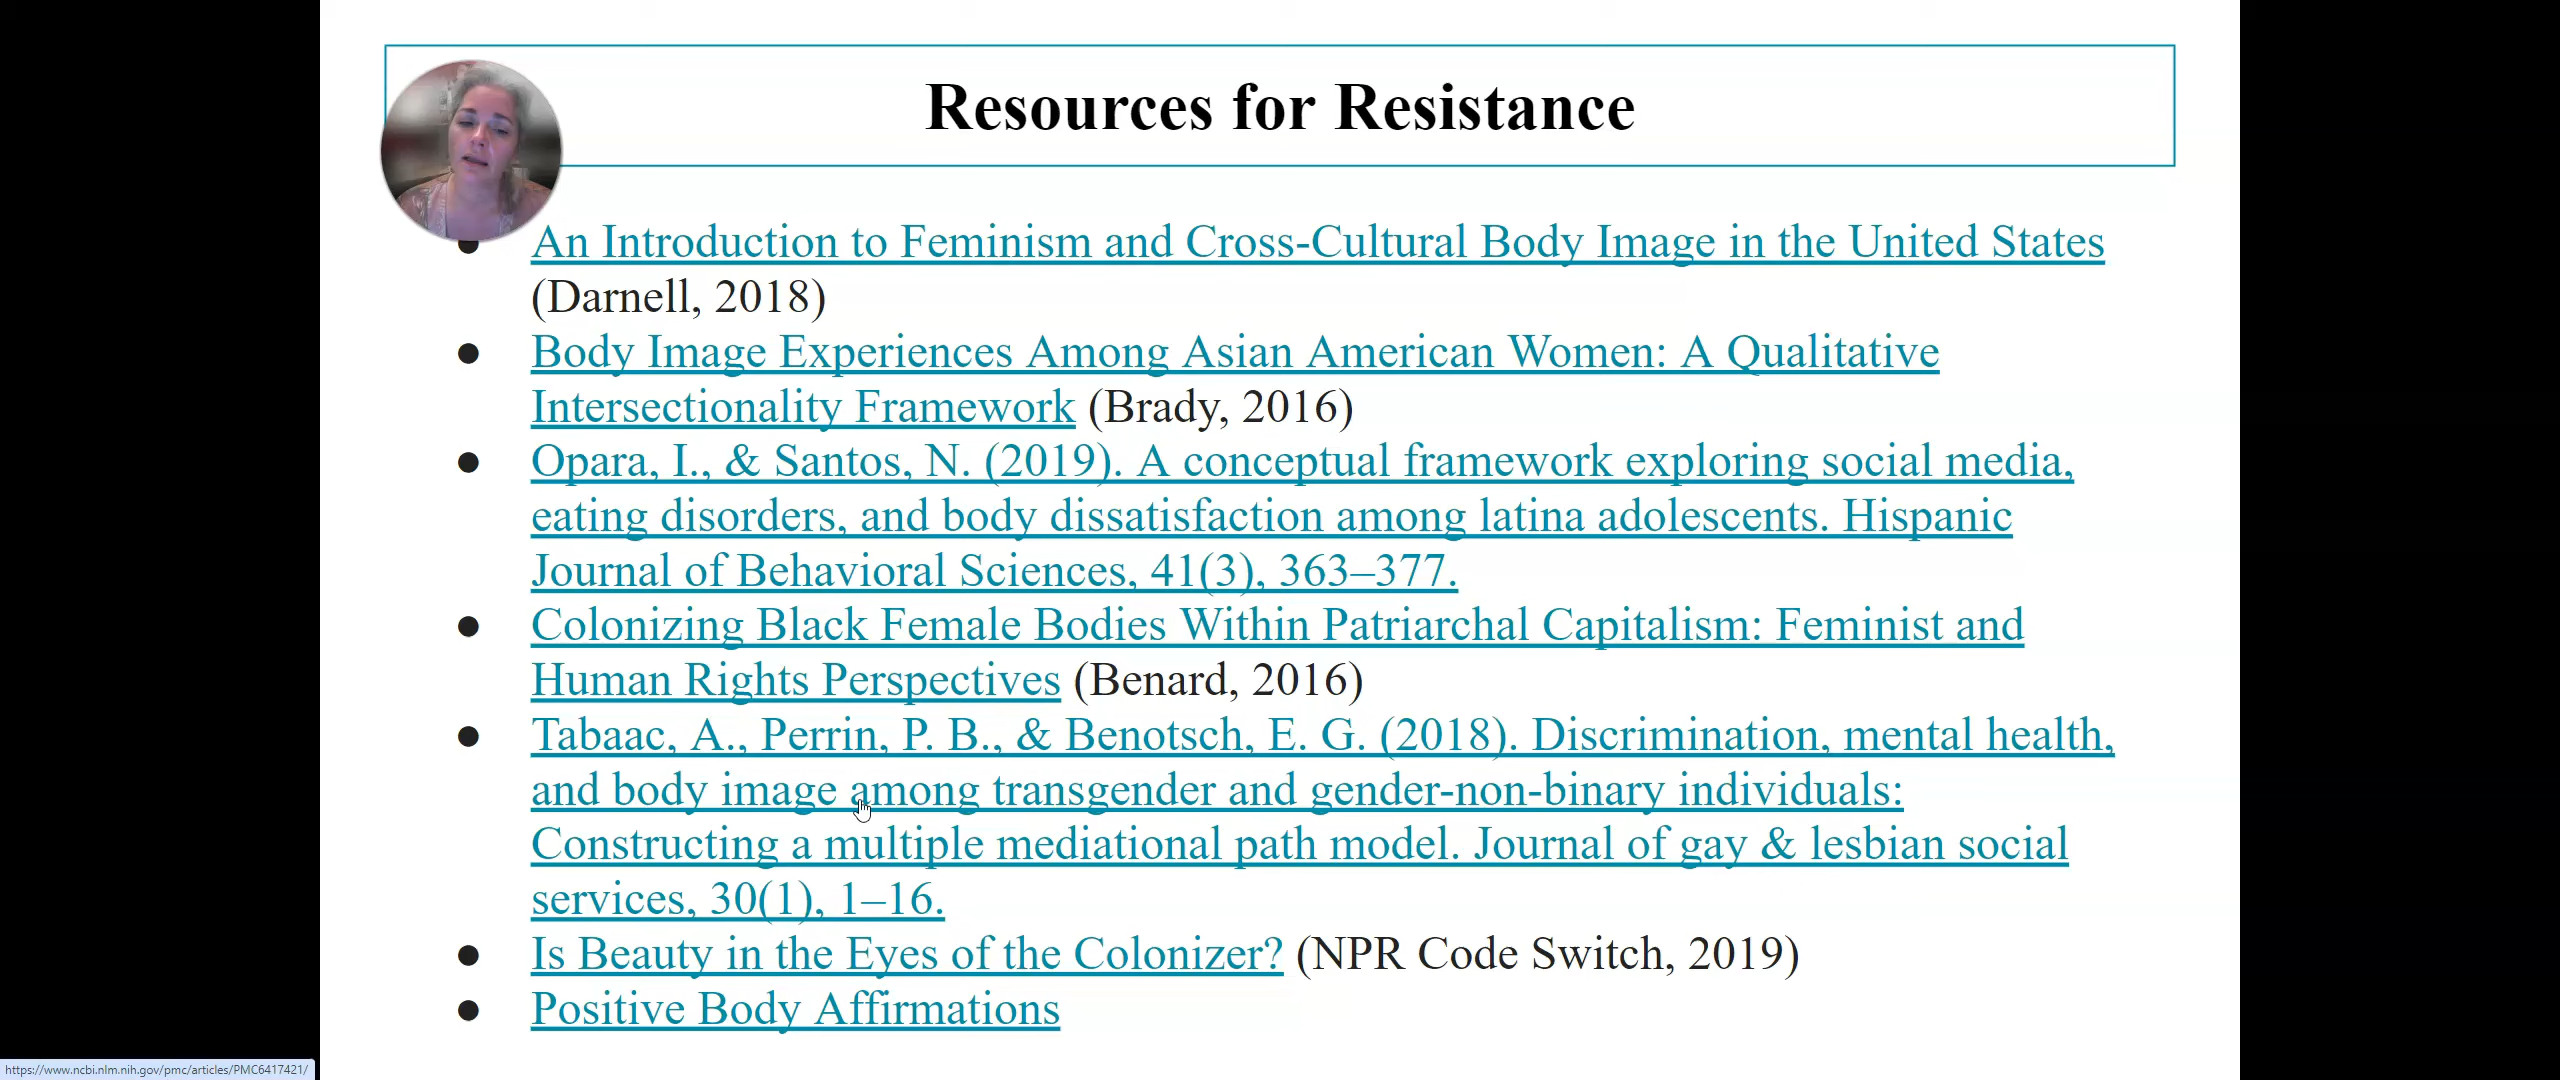 Resources for Resistance
● An Introduction to Feminism and Cross-Cultural Body Image in the United States
(Darnell, 2018)
● Body Image Experiences Among Asian American Women: A Qualitative
Intersectionality Framework (Brady, 2016)
● Opara, I., & Santos, N. (2019). A conceptual framework exploring social media,
eating disorders, and body dissatisfaction among latina adolescents. Hispanic
Journal of Behavioral Sciences, 41(3), 363–377.
● Colonizing Black Female Bodies Within Patriarchal Capitalism: Feminist and
Human Rights Perspectives (Benard, 2016)
● Tabaac, A., Perrin, P. B., & Benotsch, E. G. (2018). Discrimination, mental health,
and body image among transgender and gender-non-binary individuals:
Constructing a multiple mediational path model. Journal of gay & lesbian social
services, 30(1), 1–16.
● Is Beauty in the Eyes of the Colonizer? (NPR Code Switch, 2019)
● Positive Body Affirmations
https://www.ncbi.nlm.nih.gov/pmc/articles/PMC6417421/